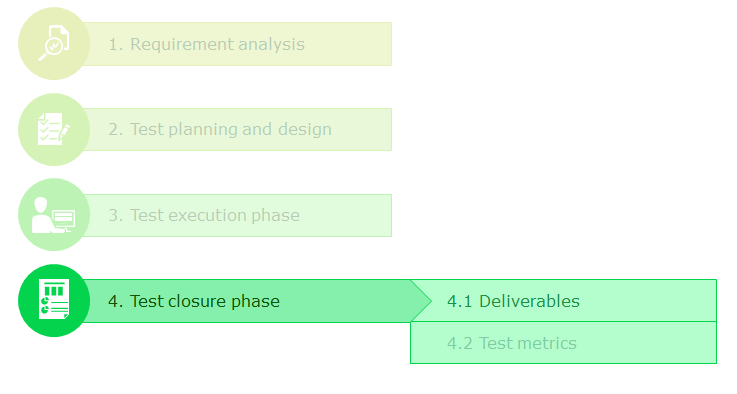 1. Requirement analysis
2. Test planning and design
3. Test execution phase
4. Test closure phase
4.1 Deliverables
4.2 Test metrics